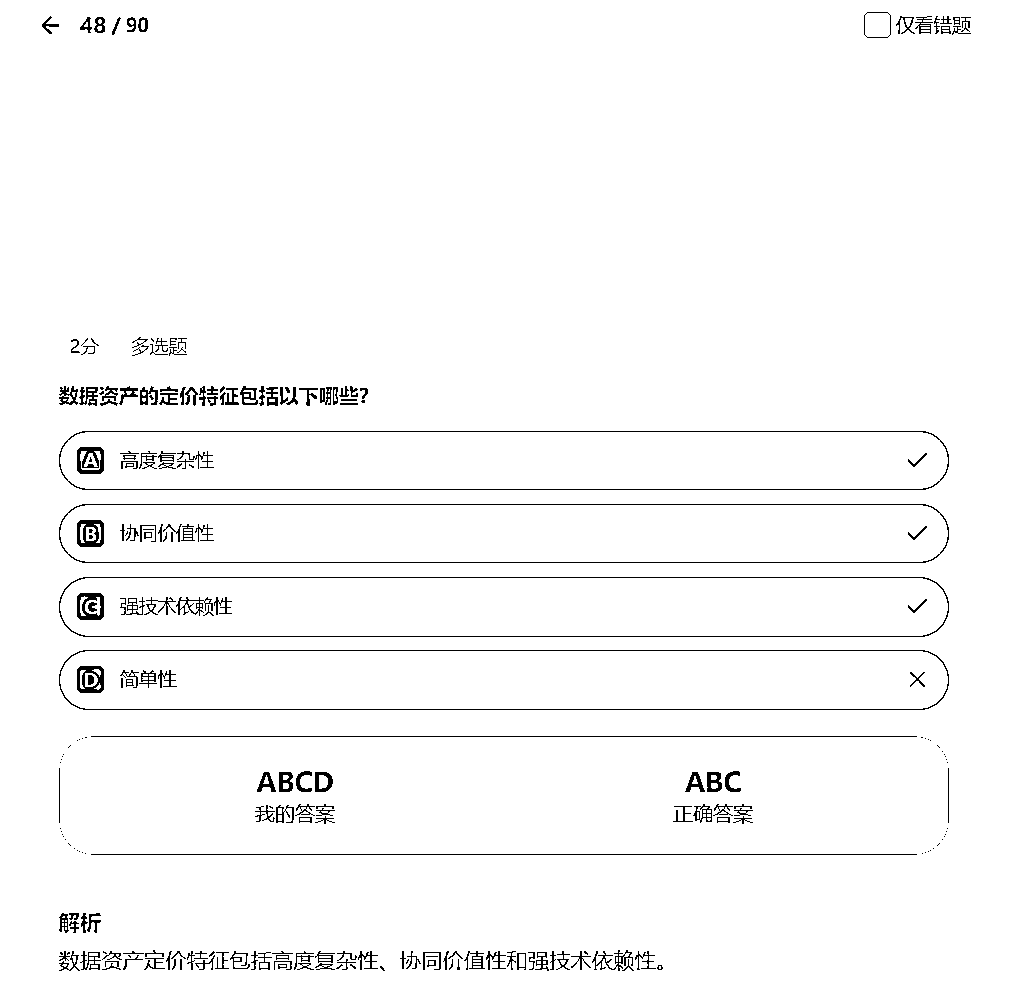 ← 48 / 90
仅看错题
2分 多选题
数据资产的定价特征包括以下哪些?
A 高度复杂性
B 协同价值性
C 强技术依赖性
D 简单性
ABCD
我的答案
ABC
正确答案
解析
数据资产定价特征包括高度复杂性、协同价值性和强技术依赖性。